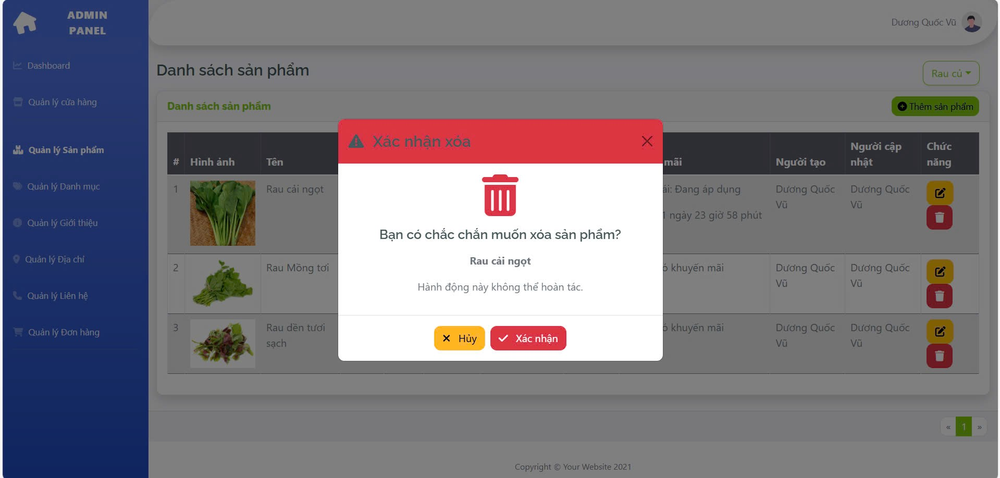 ADMIN
PANEL
Dashboard
Quản lý cửa hàng
Quản lý Sản phẩm
Quản lý Danh mục
Quản lý Giới thiệu
Quản lý Địa chỉ
Quản lý Liên hệ
Quản lý Đơn hàng
Dương Quốc Vũ
Danh sách sản phẩm
Rau củ
Danh sách sản phẩm
Thêm sản phẩm
# Hình ảnh Tên mãi Người tạo Người cập nhật Chức năng
1 Rau cải ngọt ái: Đang áp dụng Dương Quốc Vũ Dương Quốc Vũ
1 ngày 23 giờ 58 phút
2 Rau Mồng tơi ó khuyến mãi Dương Quốc Vũ Dương Quốc Vũ
3 Rau dền tươi sạch ó khuyến mãi Dương Quốc Vũ Dương Quốc Vũ
Xác nhận xóa
Bạn có chắc chắn muốn xóa sản phẩm?
Rau cải ngọt
Hành động này không thể hoàn tác.
Hủy
Xác nhận
« 1 »
Copyright © Your Website 2021